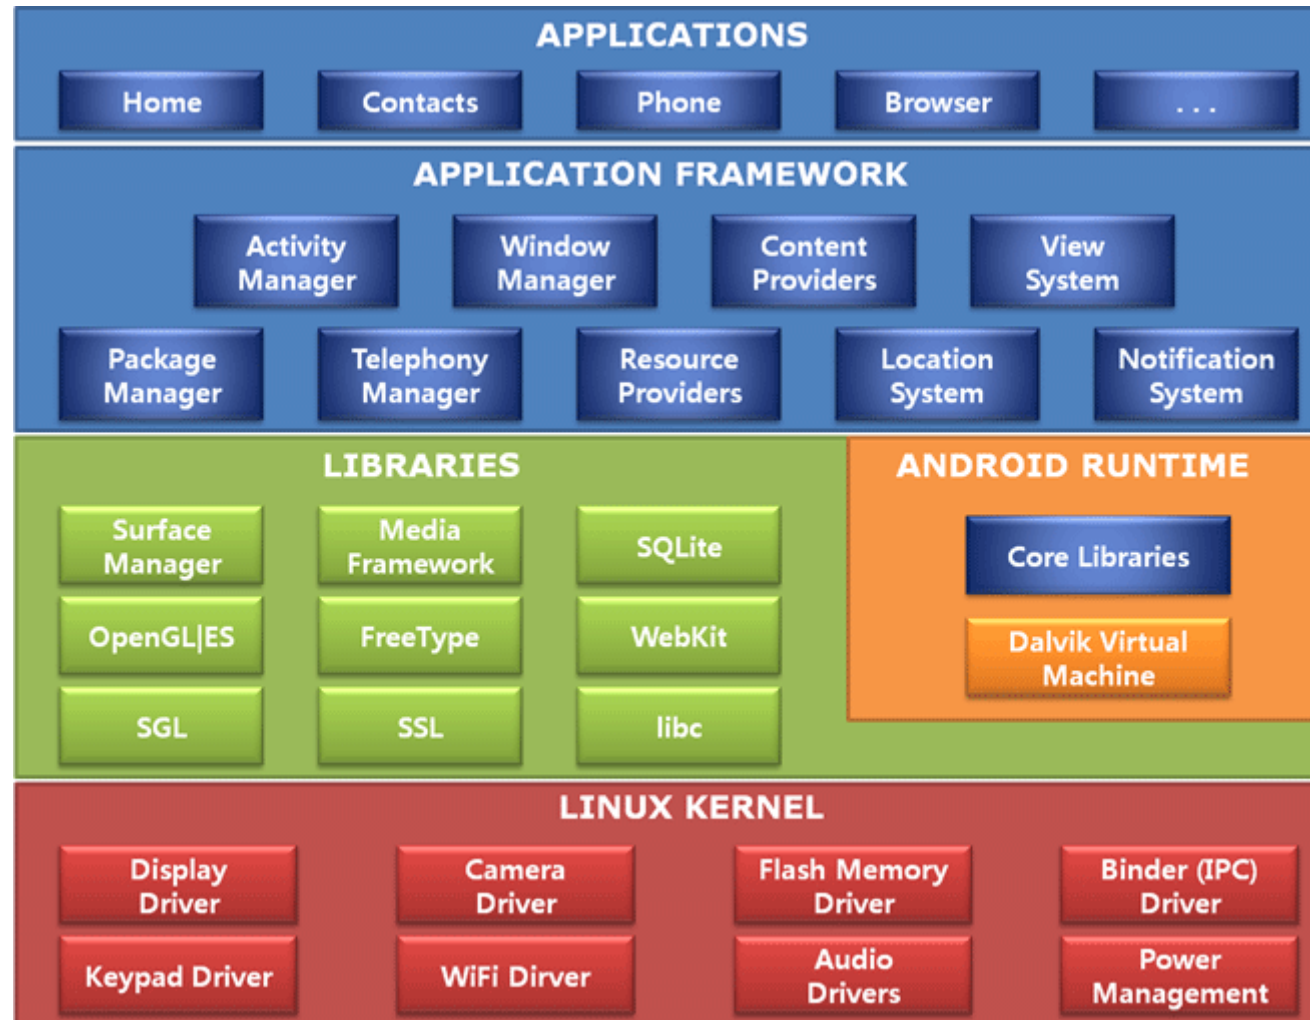 APPLICATIONS
Home
Contacts
Phone
Browser
. . .
APPLICATION FRAMEWORK
Activity
Manager
Window
Manager
Content
Providers
View
System
Package
Manager
Telephony
Manager
Resource
Providers
Location
System
Notification
System
LIBRARIES
Surface
Manager
Media
Framework
SQLite
OpenGL|ES
FreeType
WebKit
SGL
SSL
libc
ANDROID RUNTIME
Core Libraries
Dalvik Virtual
Machine
LINUX KERNEL
Display
Driver
Camera
Driver
Flash Memory
Driver
Binder (IPC)
Driver
Keypad Driver
WiFi Dirver
Audio
Drivers
Power
Management